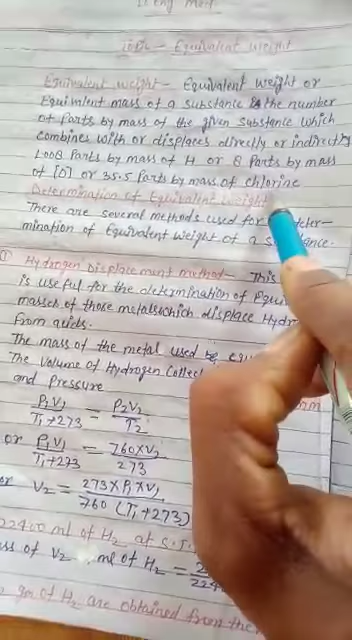 Topic - Equivalent weight
Equivalent weight - Equivalent weight or
Equivalent mass of a substance is the number
of parts by mass of the given substance which
combines with or displaces directly or indirectly
1.008 Parts by mass of H or 8 Parts by mass
of [O] or 35.5 Parts by mass of chlorine
Determination of Equivalent Weight
There are several methods used for
mination of Equivalent Weight of a
① Hydrogen Displacement method - This
is useful for the determination of
masses of those metals which displace
from acids.
The mass of the metal used
The Volume of Hydrogen
and Pressure
P₁V₁/T₁+273 = P₂V₂/T₂
or P₁V₁/T₁+273 = 760×V₂/273
V₂ = 273×P₁×V₁/760 (T₁+273)
22400 ml of H₂ at
of V₂ ml of H₂ =
gm of H₂ are obtained from the